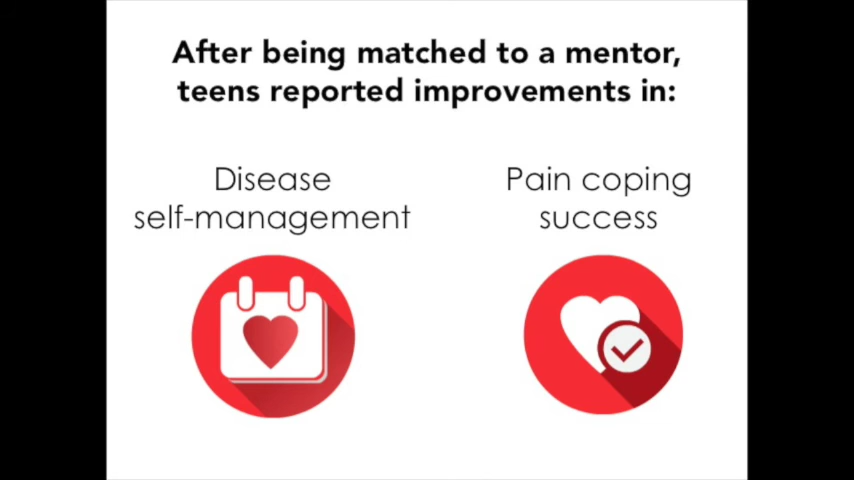 After being matched to a mentor,
teens reported improvements in:
Disease
self-management
Pain coping
success